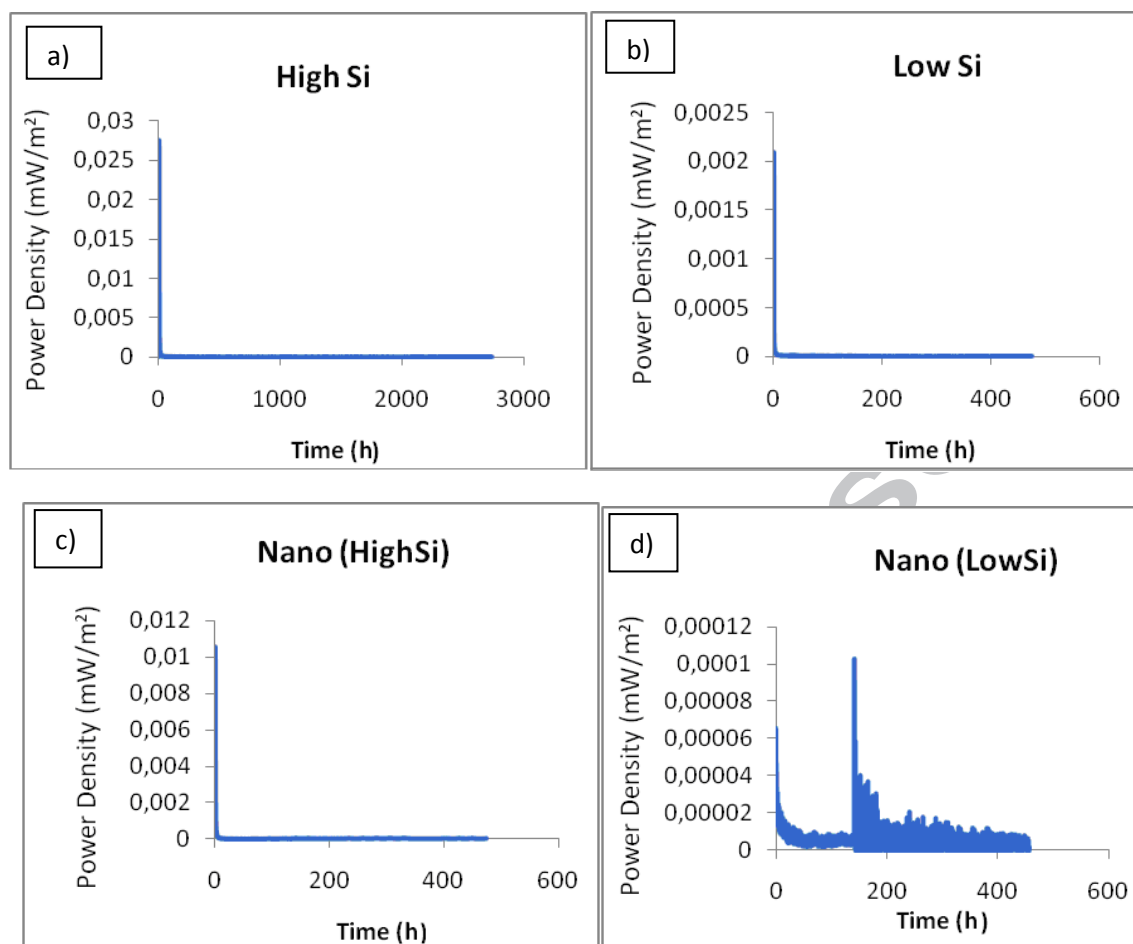 a)
High Si
Power Density (mW/m²)
0,03
0,025
0,02
0,015
0,01
0,005
0
0 1000 2000 3000
Time (h)
b)
Low Si
Power Density (mW/m²)
0,0025
0,002
0,0015
0,001
0,0005
0
0 200 400 600
Time (h)
c)
Nano (HighSi)
Power Density (mW/m²)
0,012
0,01
0,008
0,006
0,004
0,002
0
0 200 400 600
Time (h)
d)
Nano (LowSi)
Power Density (mW/m²)
0,00012
0,0001
0,00008
0,00006
0,00004
0,00002
0
0 200 400 600
Time (h)